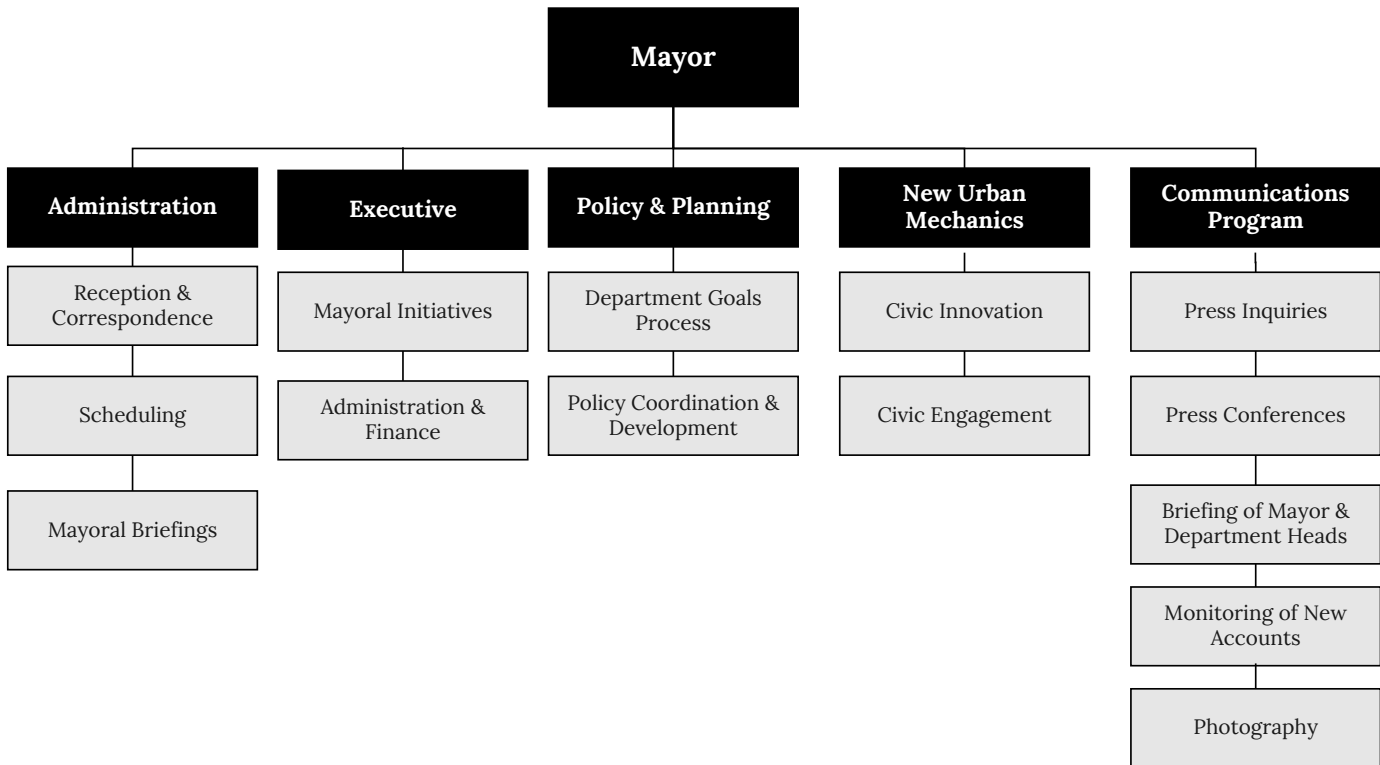 Mayor
Administration
Reception &
Correspondence
Scheduling
Mayoral Briefings
Executive
Mayoral Initiatives
Administration &
Finance
Policy & Planning
Department Goals
Process
Policy Coordination &
Development
New Urban
Mechanics
Civic Innovation
Civic Engagement
Communications
Program
Press Inquiries
Press Conferences
Briefing of Mayor &
Department Heads
Monitoring of New
Accounts
Photography